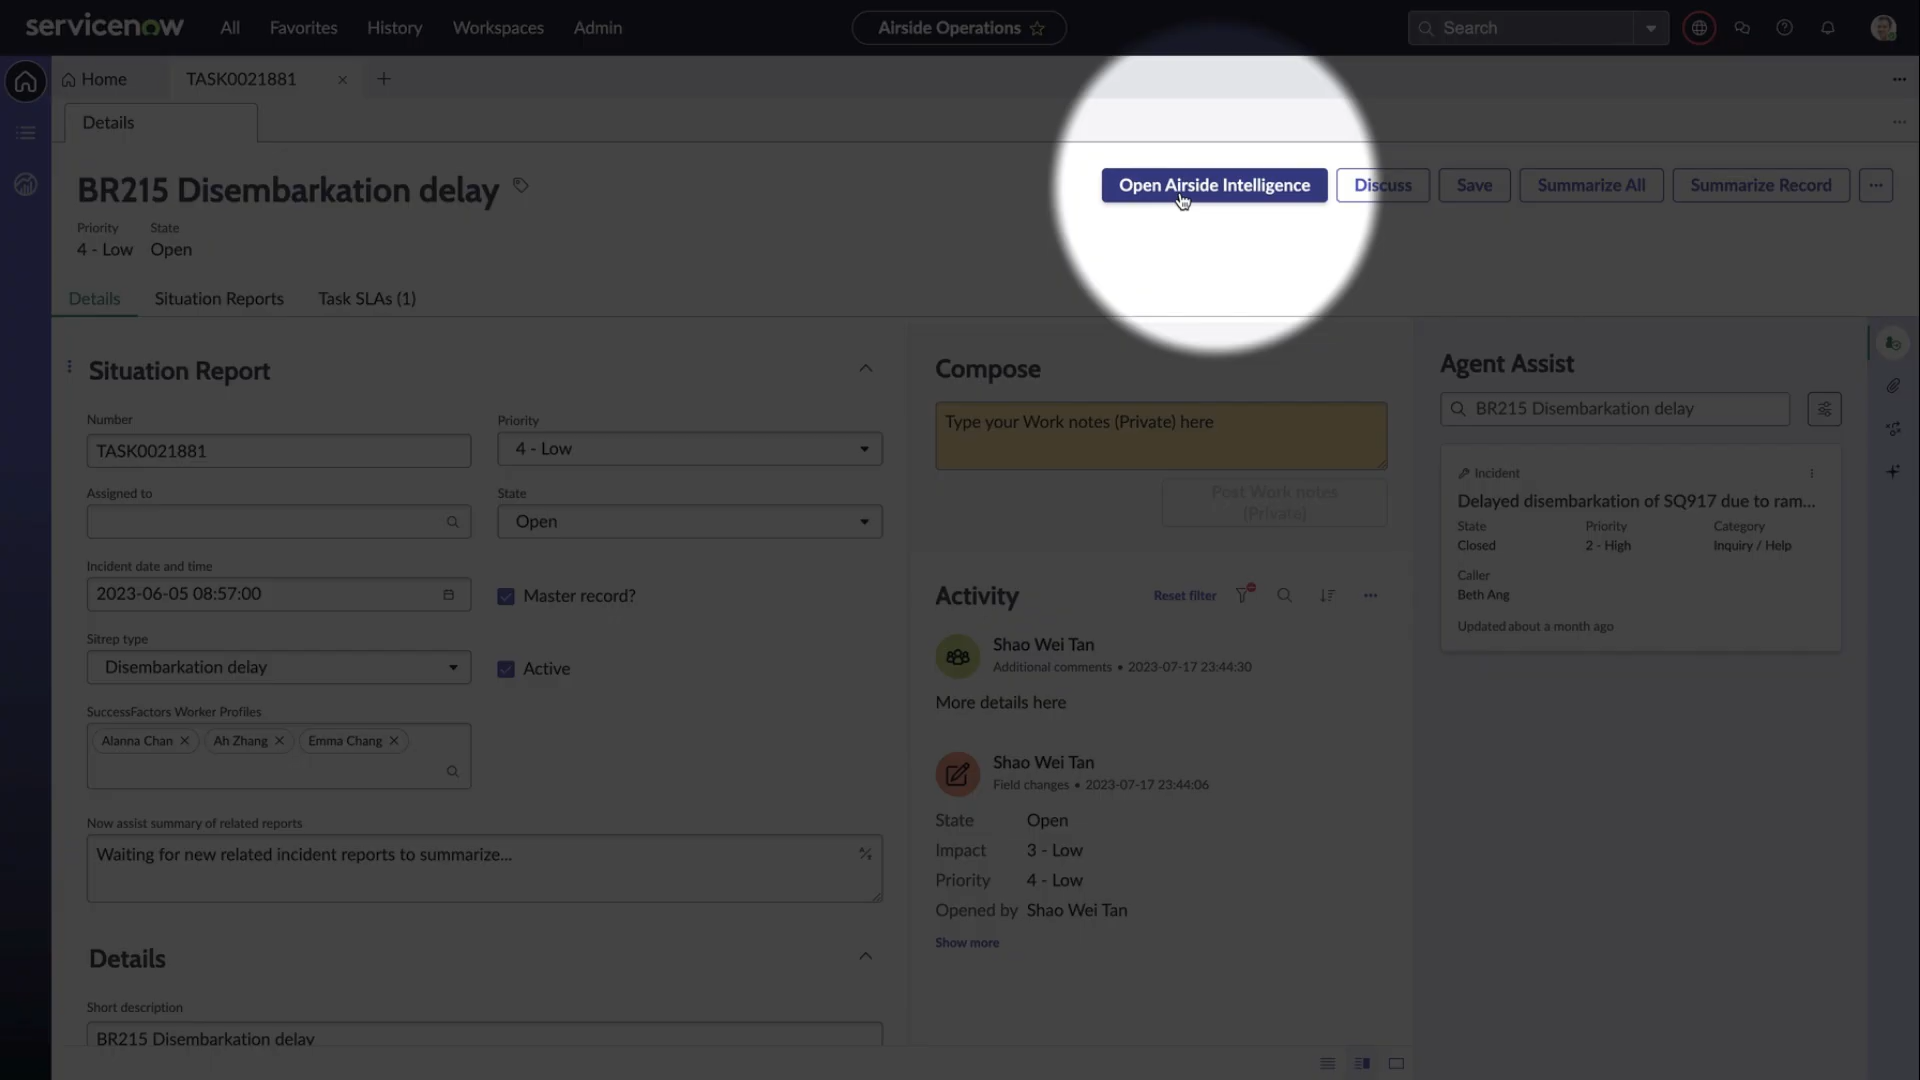 servicenow
All Favorites History Workspaces Admin
Airside Operations
Search
Home
TASK0021881
Details
BR215 Disembarkation delay
Open Airside Intelligence
Discuss
Save
Summarize All
Summarize Record
Priority State
4 - Low Open
Details Situation Reports Task SLAs (1)
Situation Report
Number
TASK0021881
Priority
4 - Low
Assigned to
State
Open
Incident date and time
2023-06-05 08:57:00
Master record?
Sitrep type
Disembarkation delay
Active
SuccessFactors Worker Profiles
Alanna Chan Ah Zhang Emma Chang
Now assist summary of related reports
Waiting for new related incident reports to summarize...
Details
Short description
BR215 Disembarkation delay
Compose
Type your Work notes (Private) here
Post Work notes
(Private)
Activity
Reset filter
Shao Wei Tan
Additional comments • 2023-07-17 23:44:30
More details here
Shao Wei Tan
Field changes • 2023-07-17 23:44:06
State Open
Impact 3 - Low
Priority 4 - Low
Opened by Shao Wei Tan
Show more
Agent Assist
BR215 Disembarkation delay
Incident
Delayed disembarkation of SQ917 due to ram...
State Priority Category
Closed 2 - High Inquiry / Help
Caller
Beth Ang
Updated about a month ago